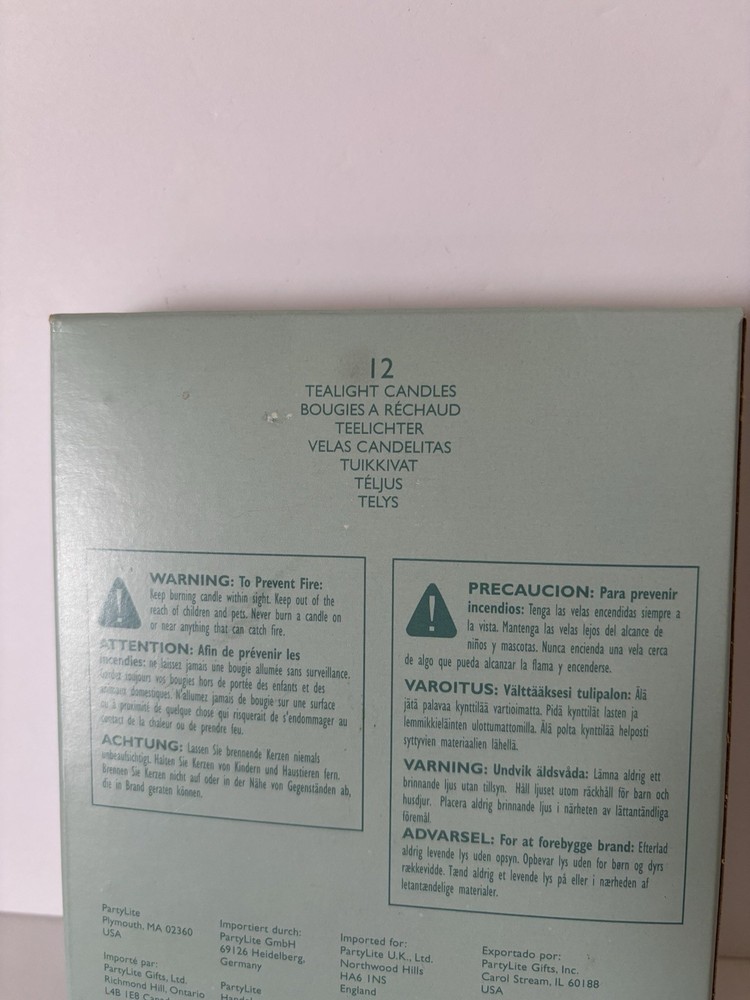 12
TEALIGHT CANDLES
BOUGIES A RÉCHAUD
TEELICHTER
VELAS CANDELITAS
TUIKKIVAT
TÉLJUS
TELYS
WARNING: To Prevent Fire:
Keep burning candle within sight. Keep out of the
reach of children and pets. Never burn a candle on
or near anything that can catch fire.
ATTENTION: Afin de prévenir les
incendies: ne laissez jamais une bougie allumée sans surveillance.
Gardez toujours vos bougies hors de portée des enfants et des
animaux domestiques. N'allumez jamais de bougie sur une surface
ou à proximité de quelque chose qui risquerait de s'endommager au
contact de la chaleur ou de prendre feu.
ACHTUNG: Lassen Sie brennende Kerzen niemals
unbeaufsichtigt. Halten Sie Kerzen von Kindern und Haustieren fern.
Brennen Sie Kerzen nicht auf oder in der Nähe von Gegenständen ab,
die in Brand geraten können.
PRECAUCION: Para prevenir
incendios: Tenga las velas encendidas siempre a
la vista. Mantenga las velas lejos del alcance de
niños y mascotas. Nunca encienda una vela cerca
de algo que pueda alcanzar la flama y encenderse.
VAROITUS: Välttääksesi tulipalon: Älä
jätä palavaa kynttilää vartioimatta. Pidä kynttilät lasten ja
lemmikkieläinten ulottumattomilla. Älä polta kynttilää helposti
syttyvien materiaalien lähellä.
VARNING: Undvik äldsvåda: Lämna aldrig ett
brinnande ljus utan tillsyn. Håll ljuset utom räckhåll för barn och
husdjur. Placera aldrig brinnande ljus i närheten av lättantändliga
föremål.
ADVARSEL: For at forebygge brand: Efterlad
aldrig levende lys uden opsyn. Opbevar lys uden for børn og dyrs
rækkevidde. Tænd aldrig et levende lys på eller i nærheden af
letantændelige materialer.
PartyLite
Plymouth, MA 02360
USA
Importé par:
PartyLite Gifts, Ltd.
Richmond Hill, Ontario
L4B 1E8
Importiert durch:
PartyLite GmbH
69126 Heidelberg,
Germany
PartyLite
Imported for:
PartyLite U.K., Ltd.
Northwood Hills
HA6 1NS
England
Exportado por:
PartyLite Gifts, Inc.
Carol Stream, IL 60188
USA